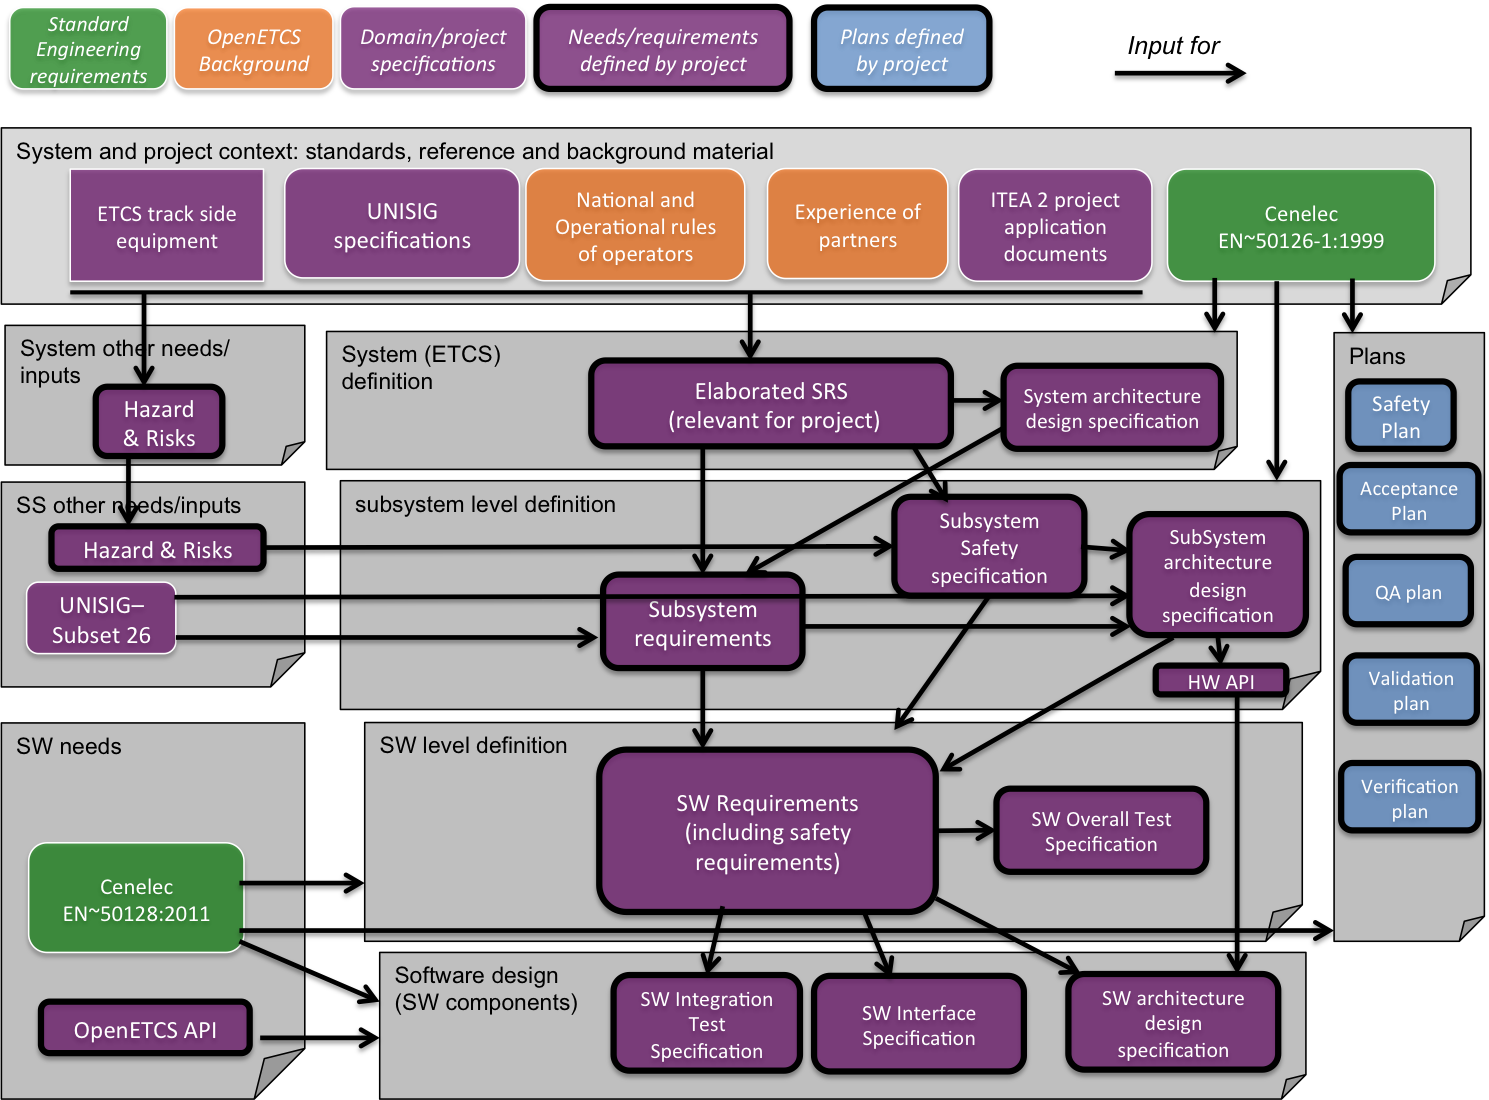 Standard
Engineering
requirements
OpenETCS
Background
Domain/project
specifications
Needs/requirements
defined by project
Plans defined
by project
Input for
System and project context: standards, reference and background material
ETCS track side
equipment
UNISIG
specifications
National and
Operational rules
of operators
Experience of
partners
ITEA 2 project
application
documents
Cenelec
EN~50126-1:1999
System other needs/
inputs
Hazard
& Risks
System (ETCS)
definition
Elaborated SRS
(relevant for project)
System architecture
design specification
Plans
Safety
Plan
Acceptance
Plan
QA plan
Validation
plan
Verification
plan
SS other needs/inputs
Hazard & Risks
UNISIG–
Subset 26
subsystem level definition
Subsystem
Safety
specification
SubSystem
architecture
design
specification
Subsystem
requirements
HW API
SW needs
Cenelec
EN~50128:2011
OpenETCS API
SW level definition
SW Requirements
(including safety
requirements)
SW Overall Test
Specification
Software design
(SW components)
SW Integration
Test
Specification
SW Interface
Specification
SW architecture
design
specification